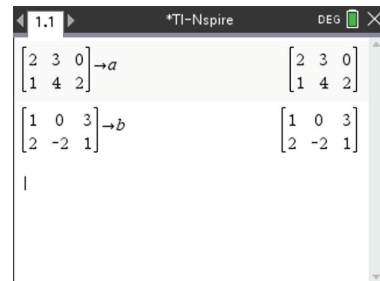 1.1 *TI-Nspire DEG
[2 3 0
1 4 2]→a [2 3 0
1 4 2]
[1 0 3
2 -2 1]→b [1 0 3
2 -2 1]